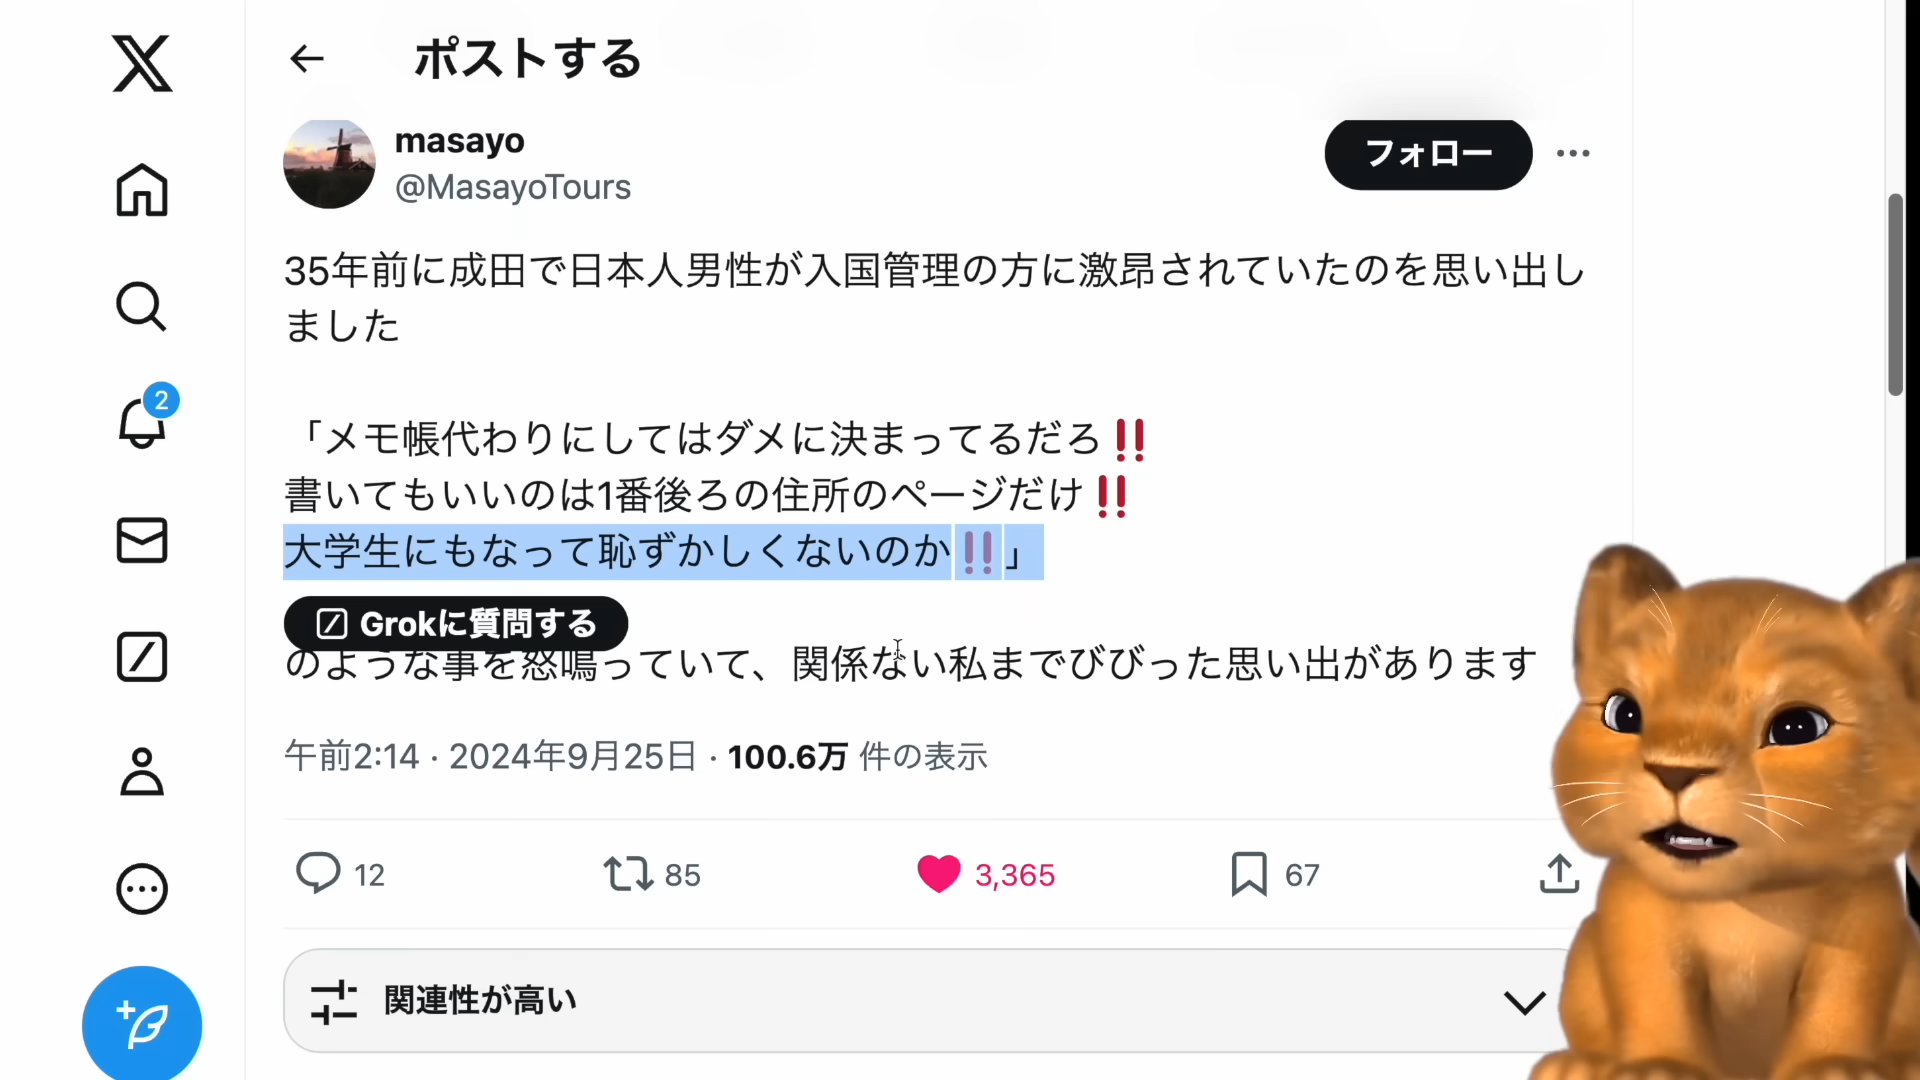 ポストする
masayo
@MasayoTours
フォロー
35年前に成田で日本人男性が入国管理の方に激昂されていたのを思い出し
ました
「メモ帳代わりにしてはダメに決まってるだろ‼️
書いてもいいのは1番後ろの住所のページだけ‼️
大学生にもなって恥ずかしくないのか‼️」
Grokに質問する
のような事を怒鳴っていて、関係ない私までびびった思い出があります
午前2:14 · 2024年9月25日 · 100.6万 件の表示
12
85
3,365
67
関連性が高い
2